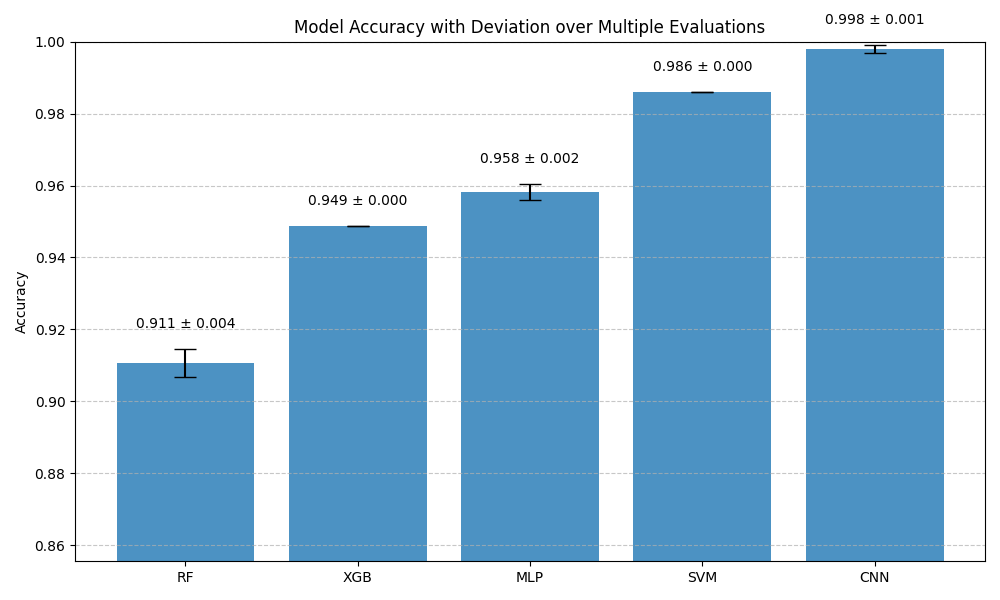 0.998 ± 0.001
Model Accuracy with Deviation over Multiple Evaluations
1.00
0.986 ± 0.000
0.98
0.958 ± 0.002
0.96
0.949 ± 0.000
0.94
Accuracy
0.911 ± 0.004
0.92
0.90
0.88
0.86
RF XGB MLP SVM CNN